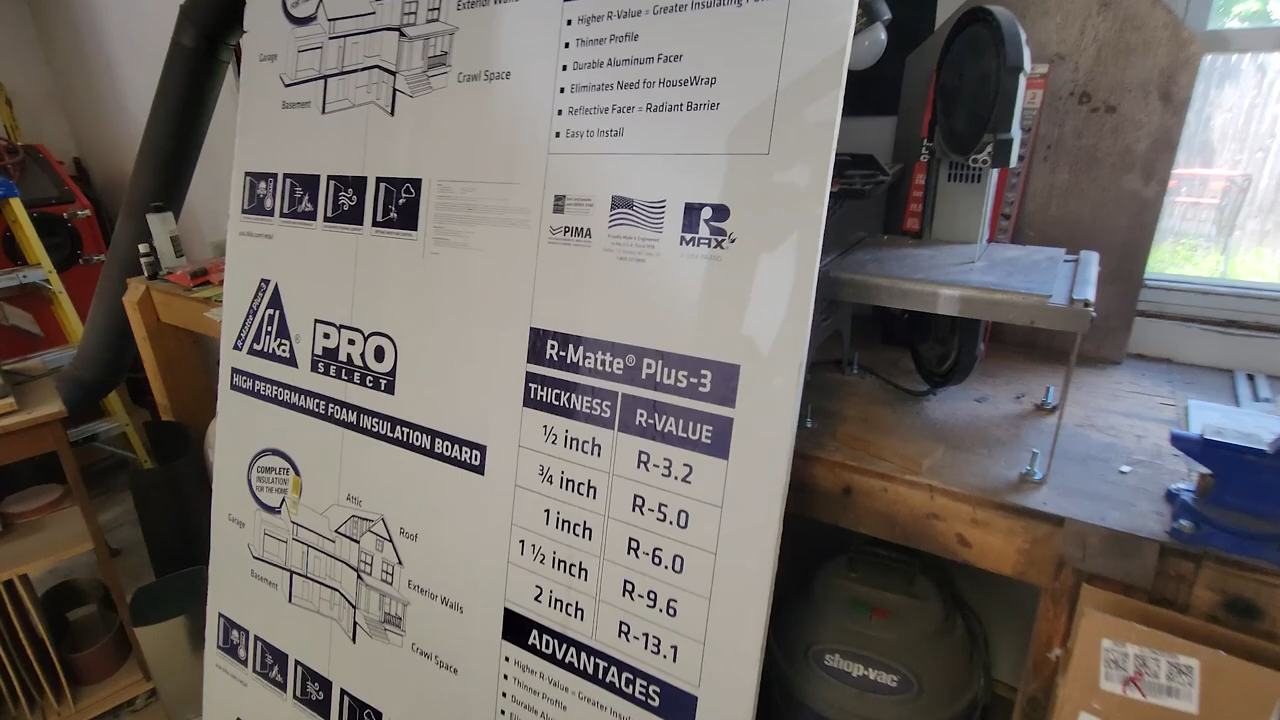 Exterior Walls
Garage
Crawl Space
Basement
Higher R-Value = Greater Insulating
Thinner Profile
Durable Aluminum Facer
Eliminates Need for HouseWrap
Reflective Facer = Radiant Barrier
Easy to Install
PIMA
R
MAX
R-Matte® Plus-3
Sika®
PRO
SELECT
HIGH PERFORMANCE FOAM INSULATION BOARD
R-Matte® Plus-3
THICKNESS R-VALUE
½ inch R-3.2
¾ inch R-5.0
1 inch R-6.0
1 ½ inch R-9.6
2 inch R-13.1
COMPLETE
INSULATION!
FOR THE HOME
Attic
Garage
Roof
Basement
Exterior Walls
Crawl Space
ADVANTAGES
Higher R-Value = Greater
Thinner Profile
Durable
shop·vac